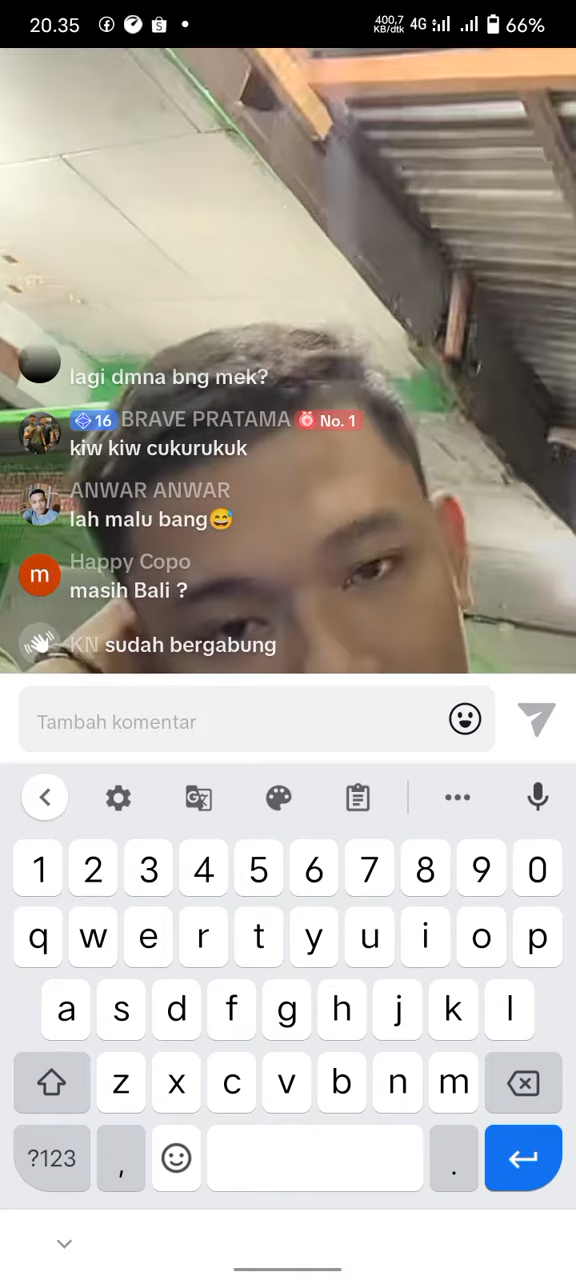 20.35
400,7
KB/dtk
4G
66%
lagi dmna bng mek?
16 BRAVE PRATAMA No. 1
kiw kiw cukurukuk
ANWAR ANWAR
lah malu bang😅
m
Happy Copo
masih Bali ?
KN sudah bergabung
Tambah komentar
1 2 3 4 5 6 7 8 9 0
q w e r t y u i o p
a s d f g h j k l
z x c v b n m
?123 , .